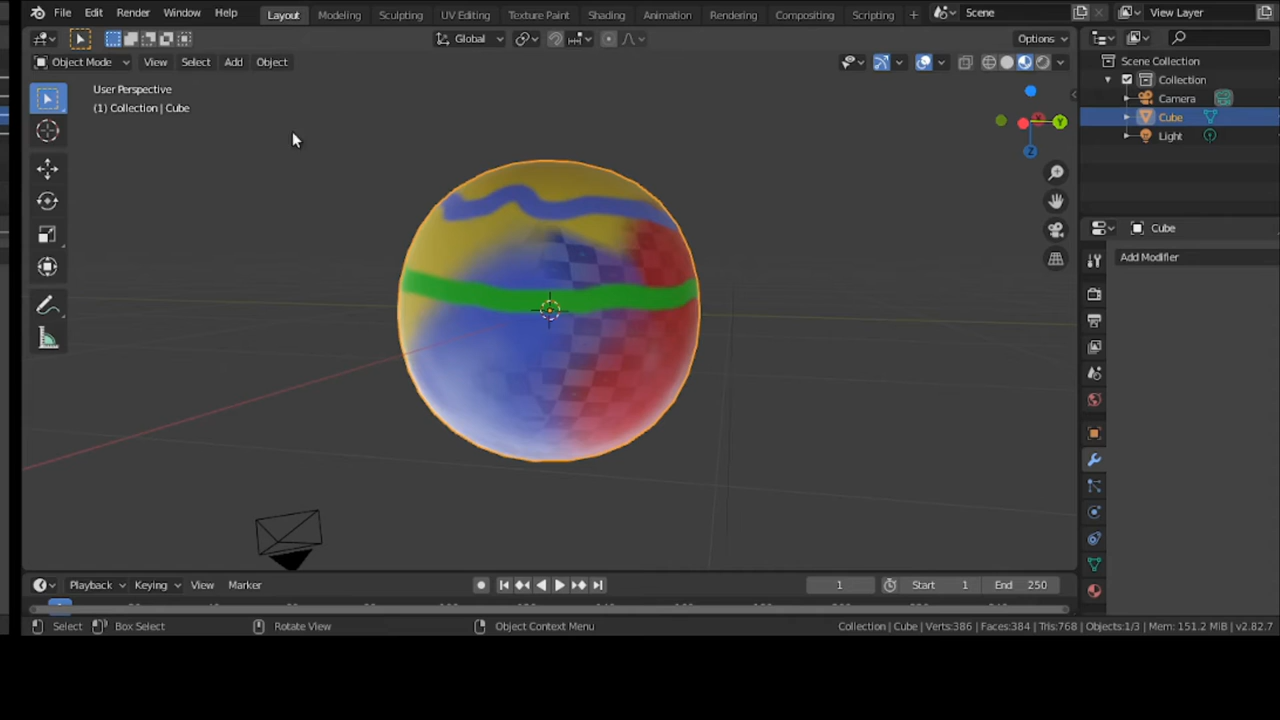 File Edit Render Window Help Layout Modeling Sculpting UV Editing Texture Paint Shading Animation Rendering Compositing Scripting + Scene View Layer
Global Options
Object Mode View Select Add Object
User Perspective
(1) Collection | Cube
Y
Z
Scene Collection
Collection
Camera
Cube
Light
Cube
Add Modifier
Playback Keying View Marker 1 Start 1 End 250
Select Box Select Rotate View Object Context Menu Collection | Cube | Verts:386 | Faces:384 | Tris:768 | Objects:1/3 | Mem: 151.2 MiB | v2.82.7